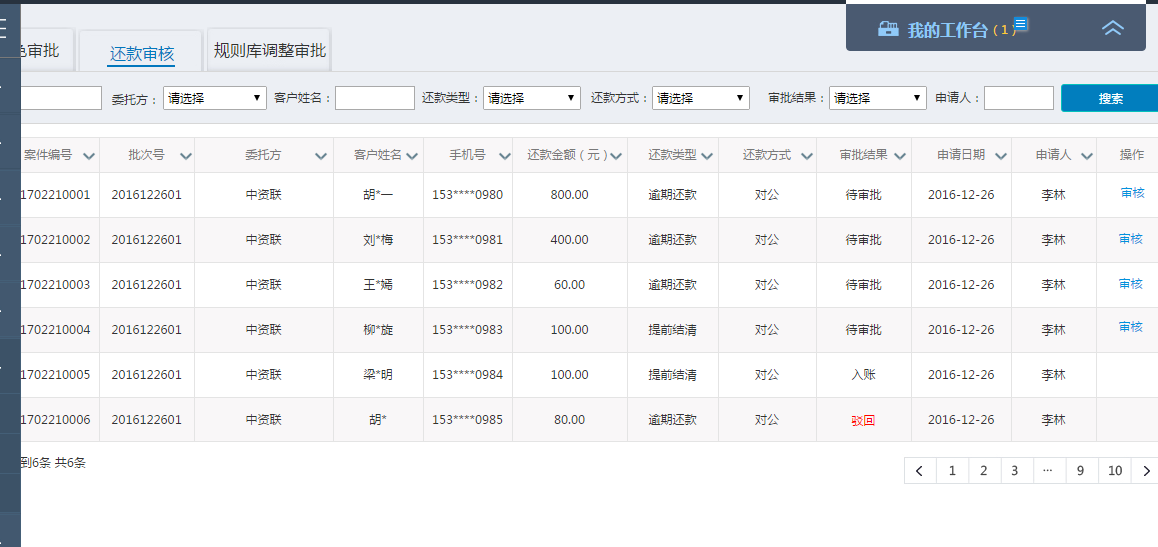 我的工作台 (1)
色审批 还款审核 规则库调整审批
委托方： 请选择 客户姓名： 还款类型： 请选择 还款方式： 请选择 审批结果： 请选择 申请人： 搜索
案件编号 批次号 委托方 客户姓名 手机号 还款金额（元） 还款类型 还款方式 审批结果 申请日期 申请人 操作
1702210001 2016122601 中资联 胡*一 153****0980 800.00 逾期还款 对公 待审批 2016-12-26 李林 审核
1702210002 2016122601 中资联 刘*梅 153****0981 400.00 逾期还款 对公 待审批 2016-12-26 李林 审核
1702210003 2016122601 中资联 王*嫣 153****0982 60.00 逾期还款 对公 待审批 2016-12-26 李林 审核
1702210004 2016122601 中资联 柳*旋 153****0983 100.00 提前结清 对公 待审批 2016-12-26 李林 审核
1702210005 2016122601 中资联 梁*明 153****0984 100.00 提前结清 对公 入账 2016-12-26 李林
1702210006 2016122601 中资联 胡* 153****0985 80.00 逾期还款 对公 驳回 2016-12-26 李林
到6条 共6条
1 2 3 ... 9 10